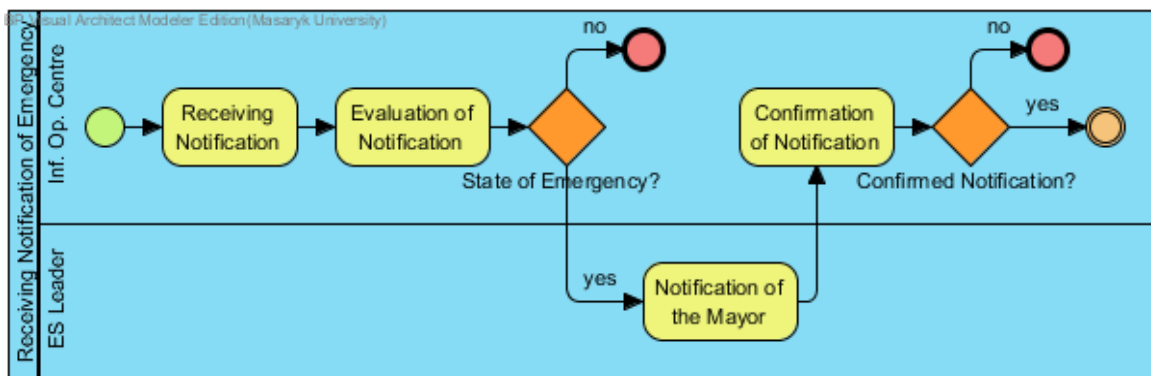 BP Visual Architect Modeler Edition(Masaryk University)
Receiving Notification of Emergency
Inf. Op. Centre
Receiving
Notification
Evaluation of
Notification
State of Emergency?
no
Confirmation
of Notification
Confirmed Notification?
no
yes
ES Leader
yes
Notification of
the Mayor